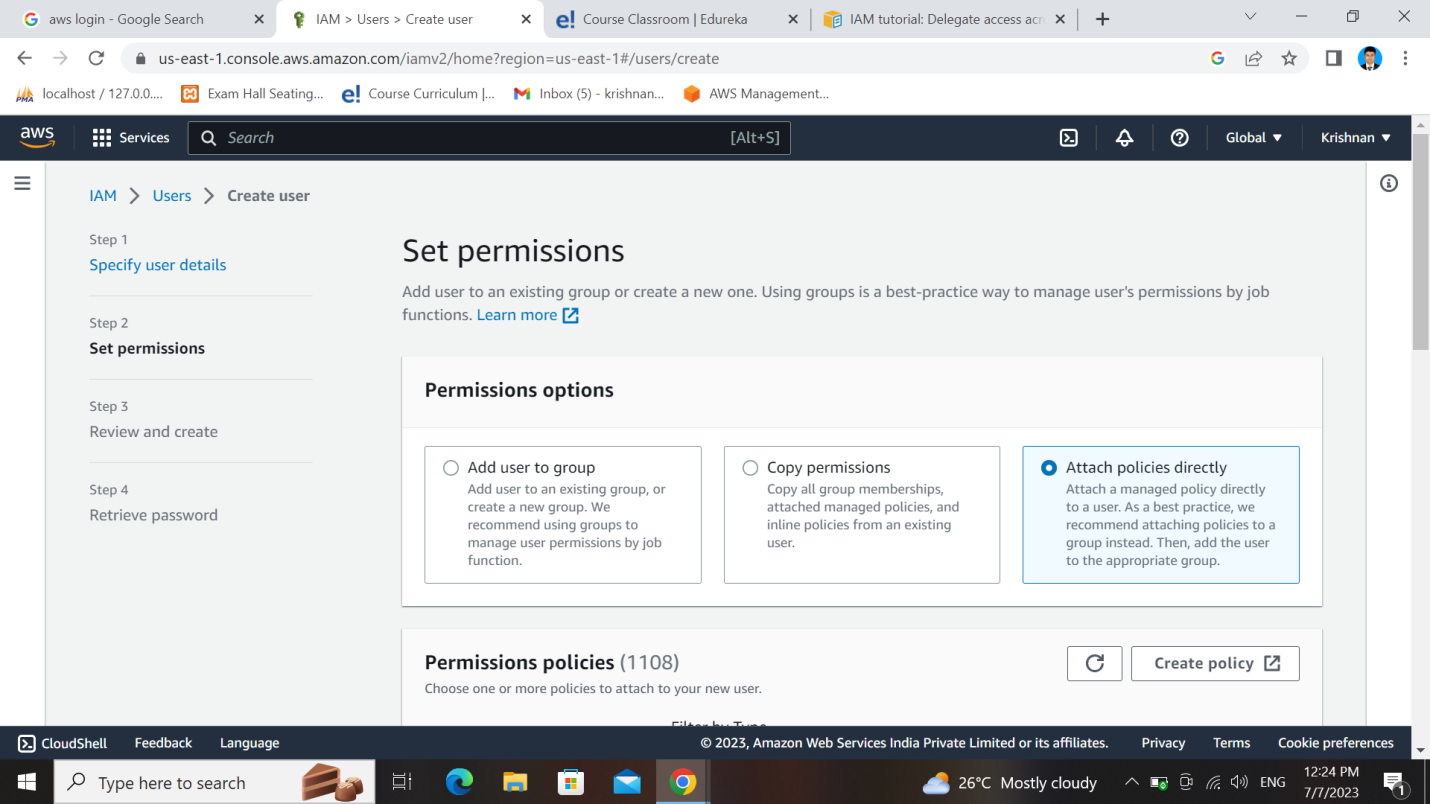 aws login - Google Search
IAM > Users > Create user
Course Classroom | Edureka
IAM tutorial: Delegate access acro
us-east-1.console.aws.amazon.com/iamv2/home?region=us-east-1#/users/create
PMA localhost / 127.0.0....
Exam Hall Seating...
Course Curriculum |...
Inbox (5) - krishnan...
AWS Management...
aws
Services
Search
[Alt+S]
Global
Krishnan
IAM > Users > Create user
Step 1
Specify user details
Step 2
Set permissions
Step 3
Review and create
Step 4
Retrieve password
Set permissions
Add user to an existing group or create a new one. Using groups is a best-practice way to manage user's permissions by job
functions. Learn more
Permissions options
Add user to group
Add user to an existing group, or
create a new group. We
recommend using groups to
manage user permissions by job
function.
Copy permissions
Copy all group memberships,
attached managed policies, and
inline policies from an existing
user.
Attach policies directly
Attach a managed policy directly
to a user. As a best practice, we
recommend attaching policies to a
group instead. Then, add the user
to the appropriate group.
Permissions policies (1108)
Choose one or more policies to attach to your new user.
Create policy
Filter by Type
CloudShell
Feedback
Language
© 2023, Amazon Web Services India Private Limited or its affiliates.
Privacy
Terms
Cookie preferences
Type here to search
26°C Mostly cloudy
ENG
12:24 PM
7/7/2023
1